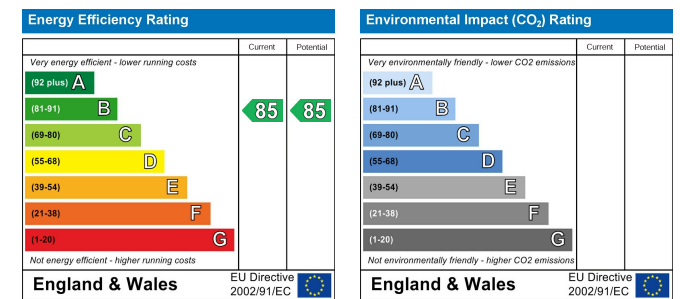 Energy Efficiency Rating
Current Potential
Very energy efficient - lower running costs
(92 plus) A
(81-91) B
85 85
(69-80) C
(55-68) D
(39-54) E
(21-38) F
(1-20) G
Not energy efficient - higher running costs
England & Wales
EU Directive
2002/91/EC
Environmental Impact (CO₂) Rating
Current Potential
Very environmentally friendly - lower CO2 emissions
(92 plus) A
(81-91) B
(69-80) C
(55-68) D
(39-54) E
(21-38) F
(1-20) G
Not environmentally friendly - higher CO2 emissions
England & Wales
EU Directive
2002/91/EC